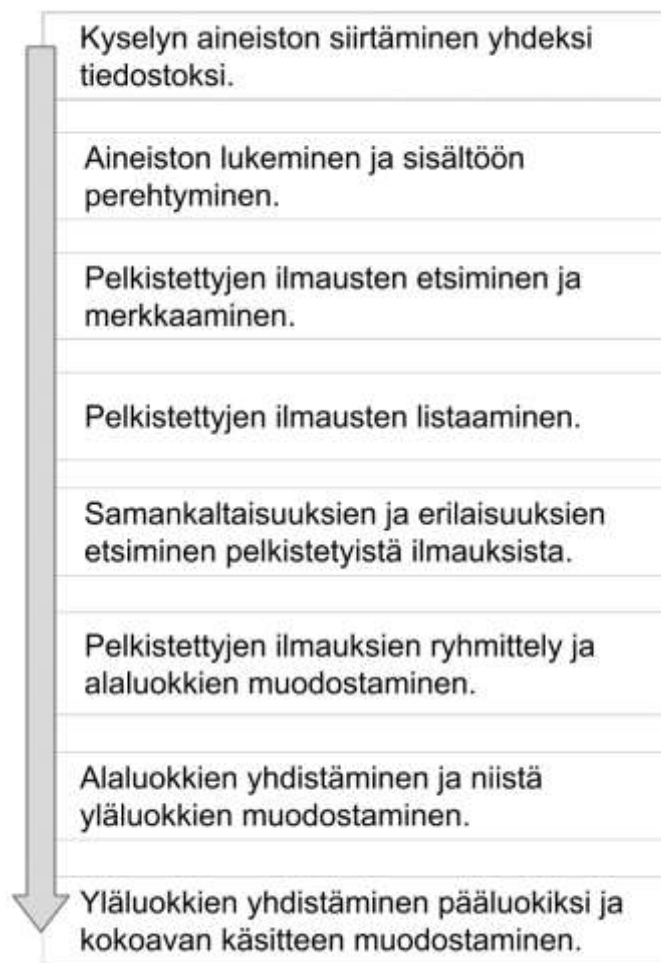 Kyselyn aineiston siirtäminen yhdeksi
tiedostoksi.
Aineiston lukeminen ja sisältöön
perehtyminen.
Pelkistettyjen ilmausten etsiminen ja
merkkaaminen.
Pelkistettyjen ilmausten listaaminen.
Samankaltaisuuksien ja erilaisuuksien
etsiminen pelkistetyistä ilmauksista.
Pelkistettyjen ilmauksien ryhmittely ja
alaluokkien muodostaminen.
Alaluokkien yhdistäminen ja niistä
yläluokkien muodostaminen.
Yläluokkien yhdistäminen pääluokiksi ja
kokoavan käsitteen muodostaminen.